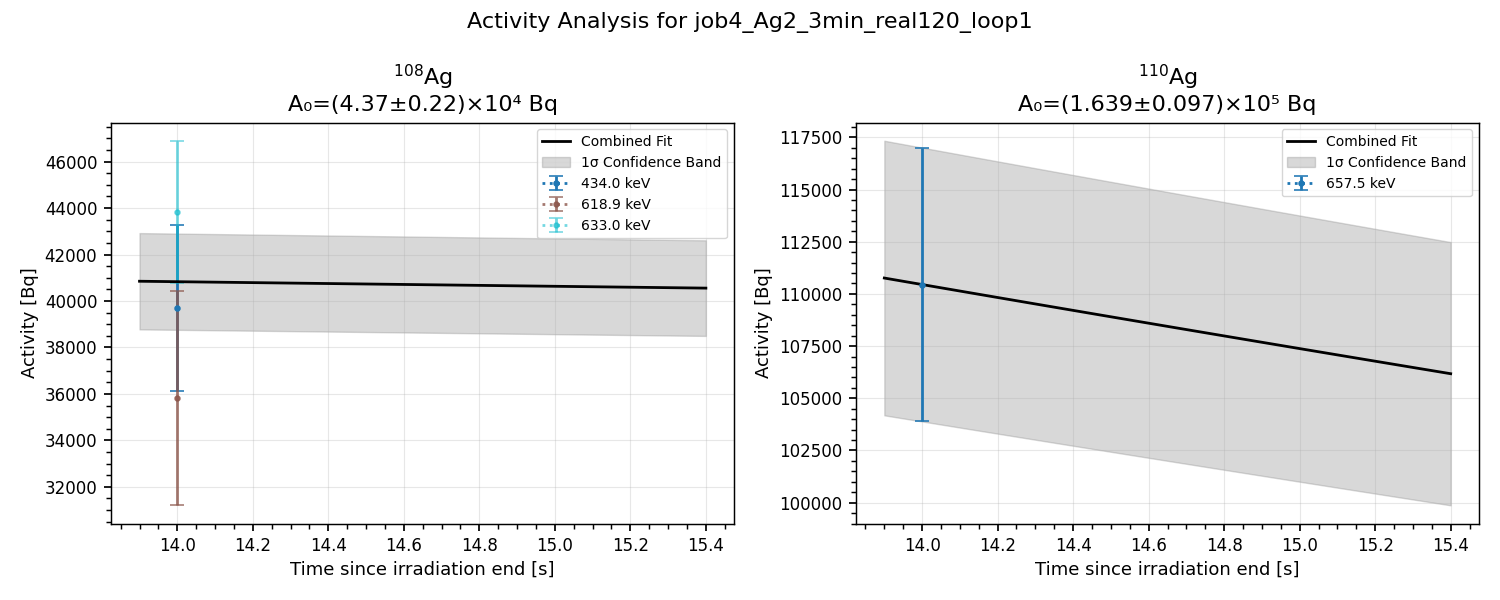 Activity Analysis for job4_Ag2_3min_real120_loop1
¹⁰⁸Ag
A₀=(4.37±0.22)×10⁴ Bq
Activity [Bq]
46000
44000
42000
40000
38000
36000
34000
32000
Combined Fit
1σ Confidence Band
434.0 keV
618.9 keV
633.0 keV
14.0 14.2 14.4 14.6 14.8 15.0 15.2 15.4
Time since irradiation end [s]
¹¹⁰Ag
A₀=(1.639±0.097)×10⁵ Bq
Activity [Bq]
117500
115000
112500
110000
107500
105000
102500
100000
Combined Fit
1σ Confidence Band
657.5 keV
14.0 14.2 14.4 14.6 14.8 15.0 15.2 15.4
Time since irradiation end [s]